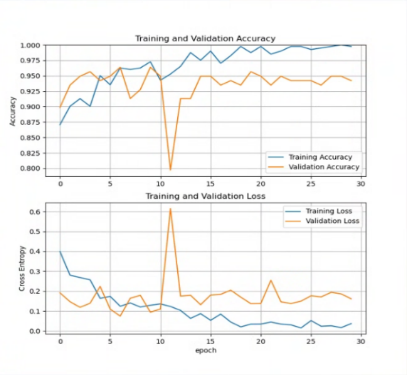 Training and Validation Accuracy
1.000
0.975
0.950
0.925
0.900
0.875
0.850
0.825
0.800
Accuracy
Training Accuracy
Validation Accuracy
0 5 10 15 20 25 30
Training and Validation Loss
0.6
0.5
0.4
0.3
0.2
0.1
0.0
Cross Entropy
Training Loss
Validation Loss
0 5 10 15 20 25 30
epoch